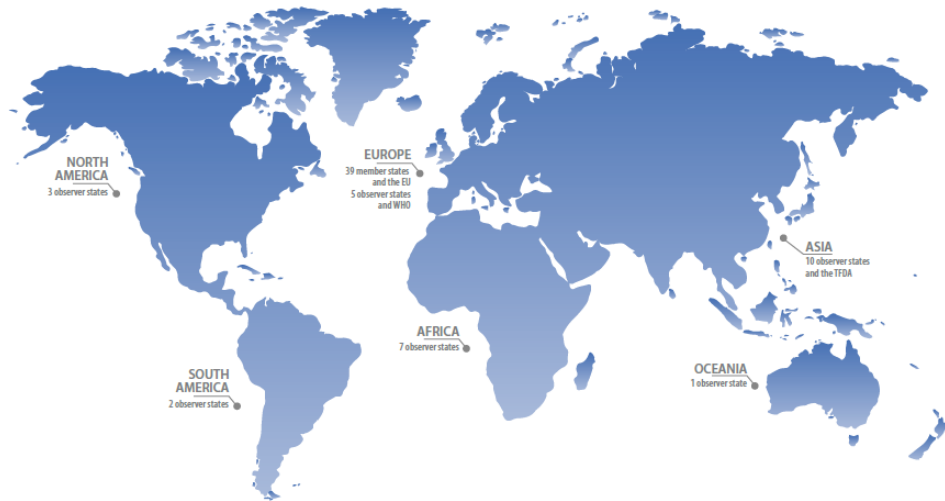 NORTH
AMERICA
3 observer states
EUROPE
39 member states
and the EU
5 observer states
and WHO
ASIA
10 observer states
and the TFDA
AFRICA
7 observer states
SOUTH
AMERICA
2 observer states
OCEANIA
1 observer state